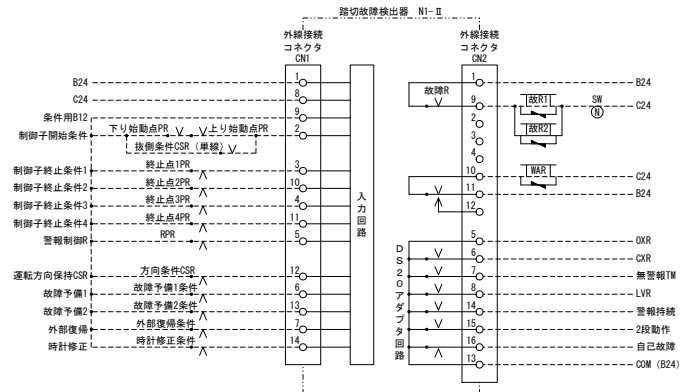 踏切故障検出器 N1-Ⅱ
外線接続
コネクタ
CN1
外線接続
コネクタ
CN2
B24
1
C24
8
条件用B12
9
制御子開始条件
下り始動点PR
上り始動点PR
2
抜側条件CSR (単線)
制御子終止条件1
終止点1PR
3
制御子終止条件2
終止点2PR
10
制御子終止条件3
終止点3PR
4
制御子終止条件4
終止点4PR
11
警報制御R
RPR
5
運転方向保持CSR
方向条件CSR
12
故障予備1
故障予備1条件
6
故障予備2
故障予備2条件
13
外部復帰
外部復帰条件
7
時計修正
時計修正条件
14
入力回路
故障R
1
B24
9
故R1
SW
N
C24
2
故R2
3
4
10
WAR
C24
11
B24
12
DS20アダプタ回路
5
OXR
6
CXR
7
無警報TM
8
LVR
14
警報持続
15
2段動作
16
自己故障
13
COM (B24)